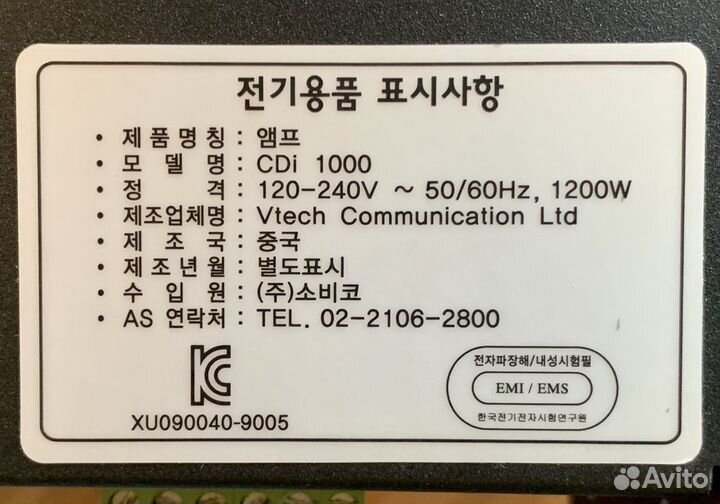 전기용품 표시사항
• 제품명칭 : 앰프
• 모 델 명 : CDi 1000
• 정 격 : 120-240V ~ 50/60Hz, 1200W
• 제조업체명 : Vtech Communication Ltd
• 제 조 국 : 중국
• 제조년월 : 별도표시
• 수 입 원 : (주)소비코
• AS 연락처 : TEL. 02-2106-2800
전자파장해/내성시험필
EMI / EMS
한국전기전자시험연구원
XU090040-9005
Avito